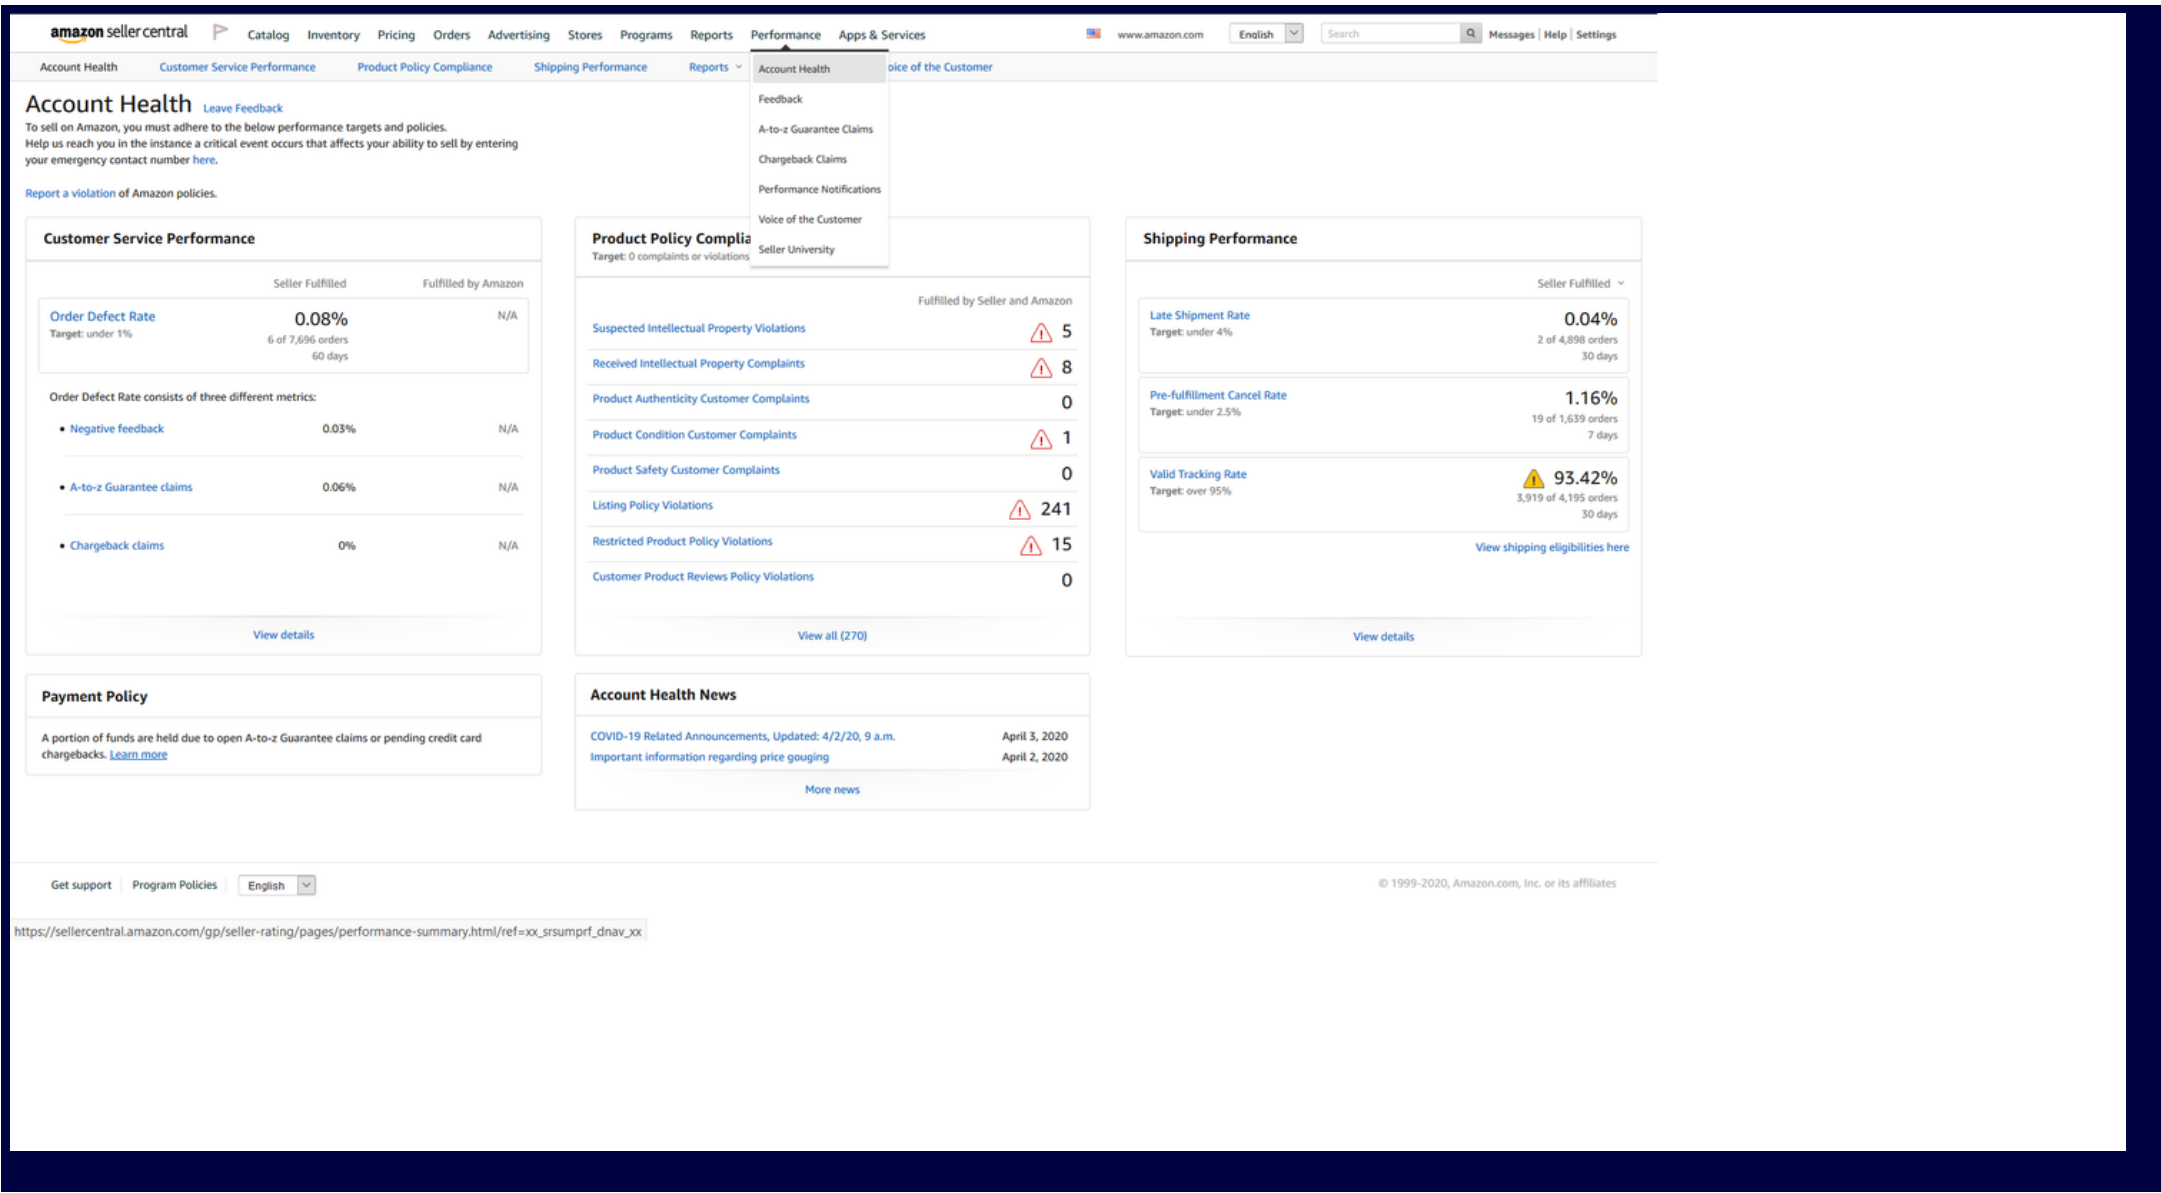 amazon seller central
Catalog Inventory Pricing Orders Advertising Stores Programs Reports Performance Apps & Services
www.amazon.com English Search Messages | Help | Settings
Account Health Customer Service Performance Product Policy Compliance Shipping Performance Reports oice of the Customer
Account Health
Feedback
A-to-z Guarantee Claims
Chargeback Claims
Performance Notifications
Voice of the Customer
Seller University
Account Health Leave Feedback
To sell on Amazon, you must adhere to the below performance targets and policies.
Help us reach you in the instance a critical event occurs that affects your ability to sell by entering
your emergency contact number here.
Report a violation of Amazon policies.
Customer Service Performance
Seller Fulfilled Fulfilled by Amazon
Order Defect Rate 0.08% N/A
Target: under 1%
6 of 7,696 orders
60 days
Order Defect Rate consists of three different metrics:
• Negative feedback 0.03% N/A
• A-to-z Guarantee claims 0.06% N/A
• Chargeback claims 0% N/A
View details
Product Policy Complia
Target: 0 complaints or violations
Fulfilled by Seller and Amazon
Suspected Intellectual Property Violations 5
Received Intellectual Property Complaints 8
Product Authenticity Customer Complaints 0
Product Condition Customer Complaints 1
Product Safety Customer Complaints 0
Listing Policy Violations 241
Restricted Product Policy Violations 15
Customer Product Reviews Policy Violations 0
View all (270)
Shipping Performance
Seller Fulfilled
Late Shipment Rate 0.04%
Target: under 4%
2 of 4,898 orders
30 days
Pre-fulfillment Cancel Rate 1.16%
Target: under 2.5%
19 of 1,639 orders
7 days
Valid Tracking Rate 93.42%
Target: over 95%
3,919 of 4,195 orders
30 days
View shipping eligibilities here
View details
Payment Policy
A portion of funds are held due to open A-to-z Guarantee claims or pending credit card
chargebacks. Learn more
Account Health News
COVID-19 Related Announcements, Updated: 4/2/20, 9 a.m. April 3, 2020
Important information regarding price gouging April 2, 2020
More news
Get support Program Policies English
© 1999-2020, Amazon.com, Inc. or its affiliates
https://sellercentral.amazon.com/gp/seller-rating/pages/performance-summary.html/ref=xx_srsumprf_dnav_xx